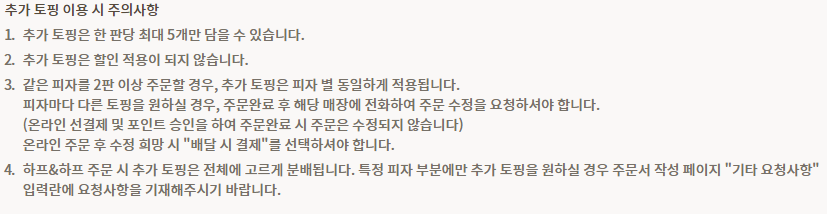 추가 토핑 이용 시 주의사항
1. 추가 토핑은 한 판당 최대 5개만 담을 수 있습니다.
2. 추가 토핑은 할인 적용이 되지 않습니다.
3. 같은 피자를 2판 이상 주문할 경우, 추가 토핑은 피자 별 동일하게 적용됩니다.
피자마다 다른 토핑을 원하실 경우, 주문완료 후 해당 매장에 전화하여 주문 수정을 요청하셔야 합니다.
(온라인 선결제 및 포인트 승인을 하여 주문완료 시 주문은 수정되지 않습니다)
온라인 주문 후 수정 희망 시 "배달 시 결제"를 선택하셔야 합니다.
4. 하프&하프 주문 시 추가 토핑은 전체에 고르게 분배됩니다. 특정 피자 부분에만 추가 토핑을 원하실 경우 주문서 작성 페이지 "기타 요청사항"
입력란에 요청사항을 기재해주시기 바랍니다.